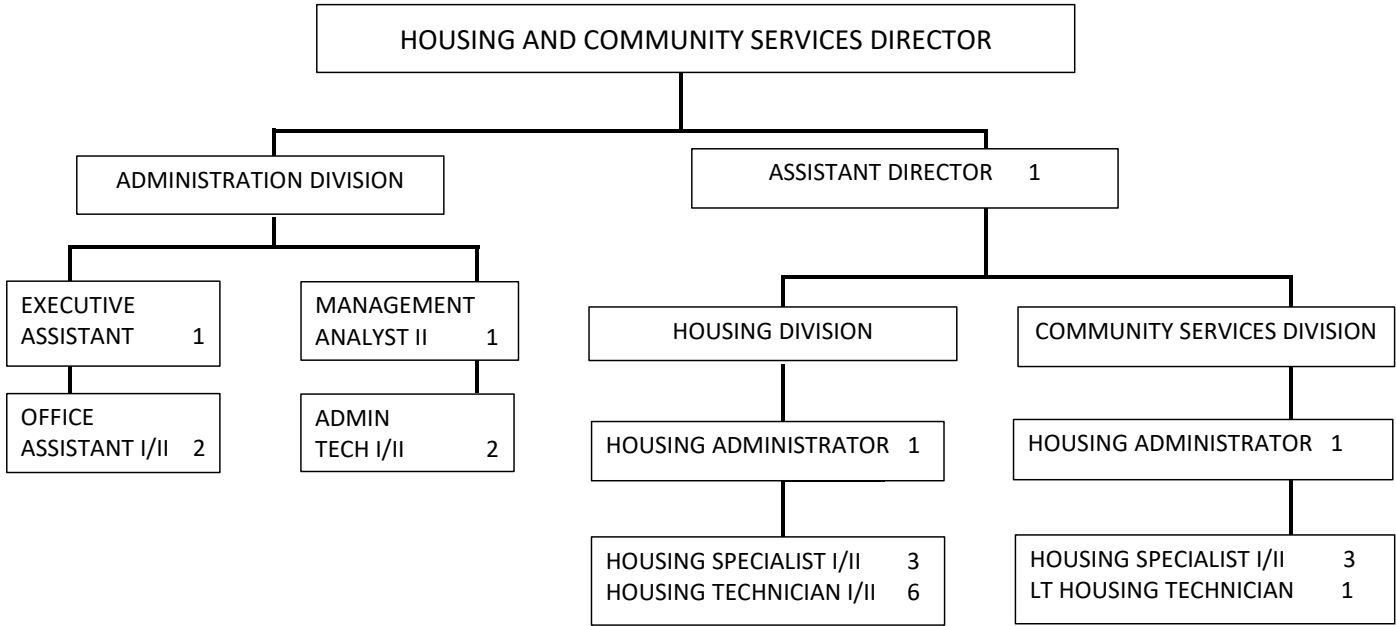 HOUSING AND COMMUNITY SERVICES DIRECTOR
ADMINISTRATION DIVISION
ASSISTANT DIRECTOR 1
EXECUTIVE
ASSISTANT 1
MANAGEMENT
ANALYST II 1
HOUSING DIVISION
COMMUNITY SERVICES DIVISION
OFFICE
ASSISTANT I/II 2
ADMIN
TECH I/II 2
HOUSING ADMINISTRATOR 1
HOUSING ADMINISTRATOR 1
HOUSING SPECIALIST I/II 3
HOUSING TECHNICIAN I/II 6
HOUSING SPECIALIST I/II 3
LT HOUSING TECHNICIAN 1